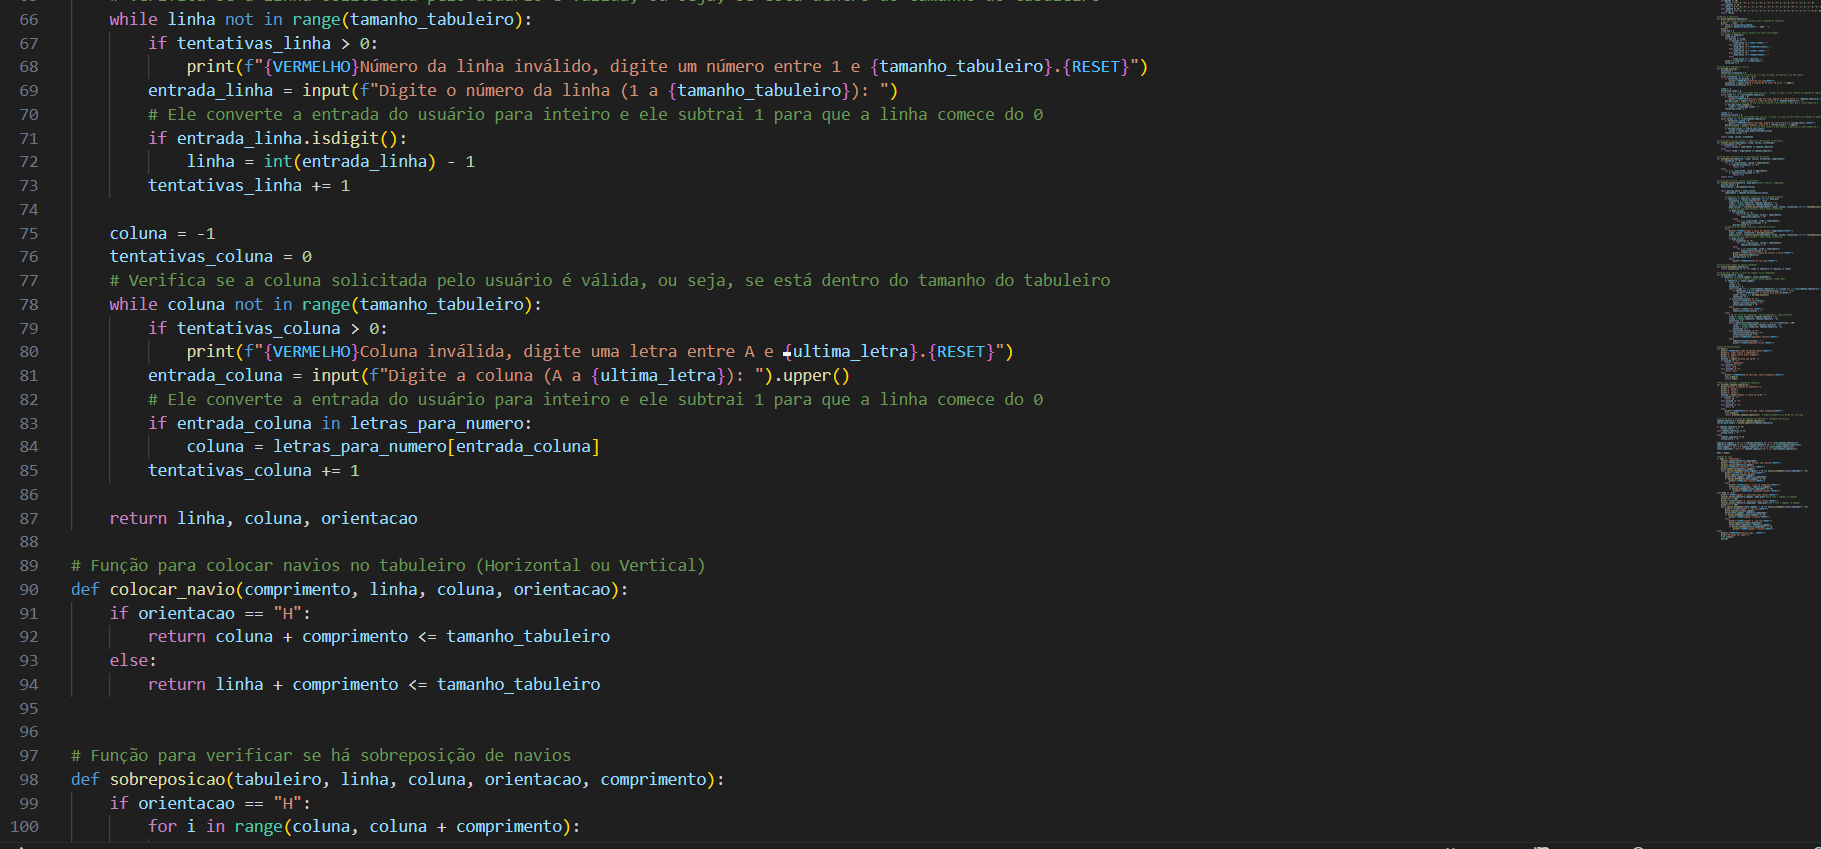 66 while linha not in range(tamanho_tabuleiro):
67 if tentativas_linha > 0:
68 print(f"{VERMELHO}Número da linha inválido, digite um número entre 1 e {tamanho_tabuleiro}.{RESET}")
69 entrada_linha = input(f"Digite o número da linha (1 a {tamanho_tabuleiro}): ")
70 # Ele converte a entrada do usuário para inteiro e ele subtrai 1 para que a linha comece do 0
71 if entrada_linha.isdigit():
72 linha = int(entrada_linha) - 1
73 tentativas_linha += 1
74
75 coluna = -1
76 tentativas_coluna = 0
77 # Verifica se a coluna solicitada pelo usuário é válida, ou seja, se está dentro do tamanho do tabuleiro
78 while coluna not in range(tamanho_tabuleiro):
79 if tentativas_coluna > 0:
80 print(f"{VERMELHO}Coluna inválida, digite uma letra entre A e {ultima_letra}.{RESET}")
81 entrada_coluna = input(f"Digite a coluna (A a {ultima_letra}): ").upper()
82 # Ele converte a entrada do usuário para inteiro e ele subtrai 1 para que a linha comece do 0
83 if entrada_coluna in letras_para_numero:
84 coluna = letras_para_numero[entrada_coluna]
85 tentativas_coluna += 1
86
87 return linha, coluna, orientacao
88
89 # Função para colocar navios no tabuleiro (Horizontal ou Vertical)
90 def colocar_navio(comprimento, linha, coluna, orientacao):
91 if orientacao == "H":
92 return coluna + comprimento <= tamanho_tabuleiro
93 else:
94 return linha + comprimento <= tamanho_tabuleiro
95
96
97 # Função para verificar se há sobreposição de navios
98 def sobreposicao(tabuleiro, linha, coluna, orientacao, comprimento):
99 if orientacao == "H":
100 for i in range(coluna, coluna + comprimento):